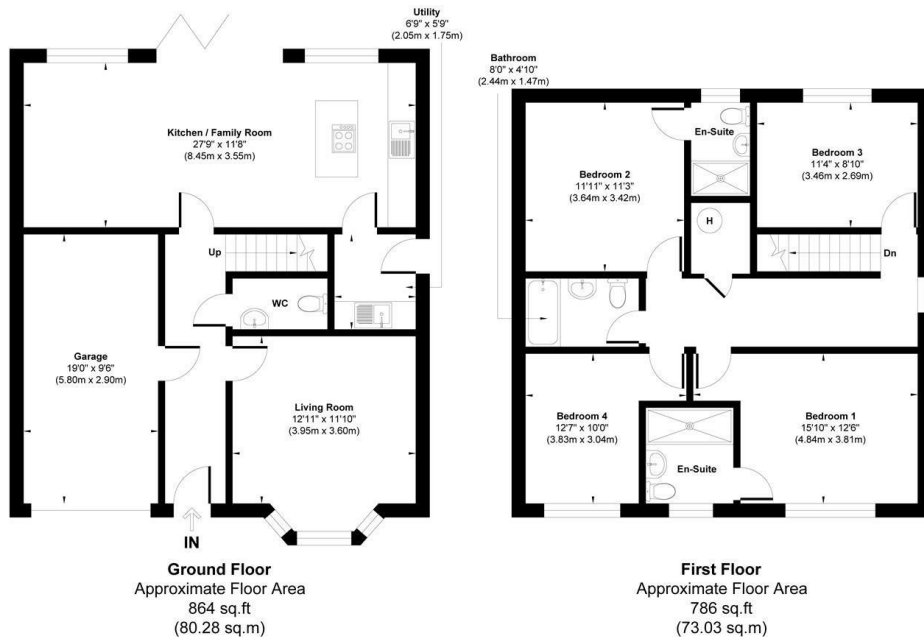 Utility
6'9" x 5'9"
(2.05m x 1.75m)
Kitchen / Family Room
27'9" x 11'8"
(8.45m x 3.55m)
Up
WC
Garage
19'0" x 9'6"
(5.80m x 2.90m)
Living Room
12'11" x 11'10"
(3.95m x 3.60m)
IN
Ground Floor
Approximate Floor Area
864 sq.ft
(80.28 sq.m)
Bathroom
8'0" x 4'10"
(2.44m x 1.47m)
En-Suite
Bedroom 3
11'4" x 8'10"
(3.46m x 2.69m)
Bedroom 2
11'11" x 11'3"
(3.64m x 3.42m)
H
Dn
Bedroom 4
12'7" x 10'0"
(3.83m x 3.04m)
Bedroom 1
15'10" x 12'6"
(4.84m x 3.81m)
En-Suite
First Floor
Approximate Floor Area
786 sq.ft
(73.03 sq.m)